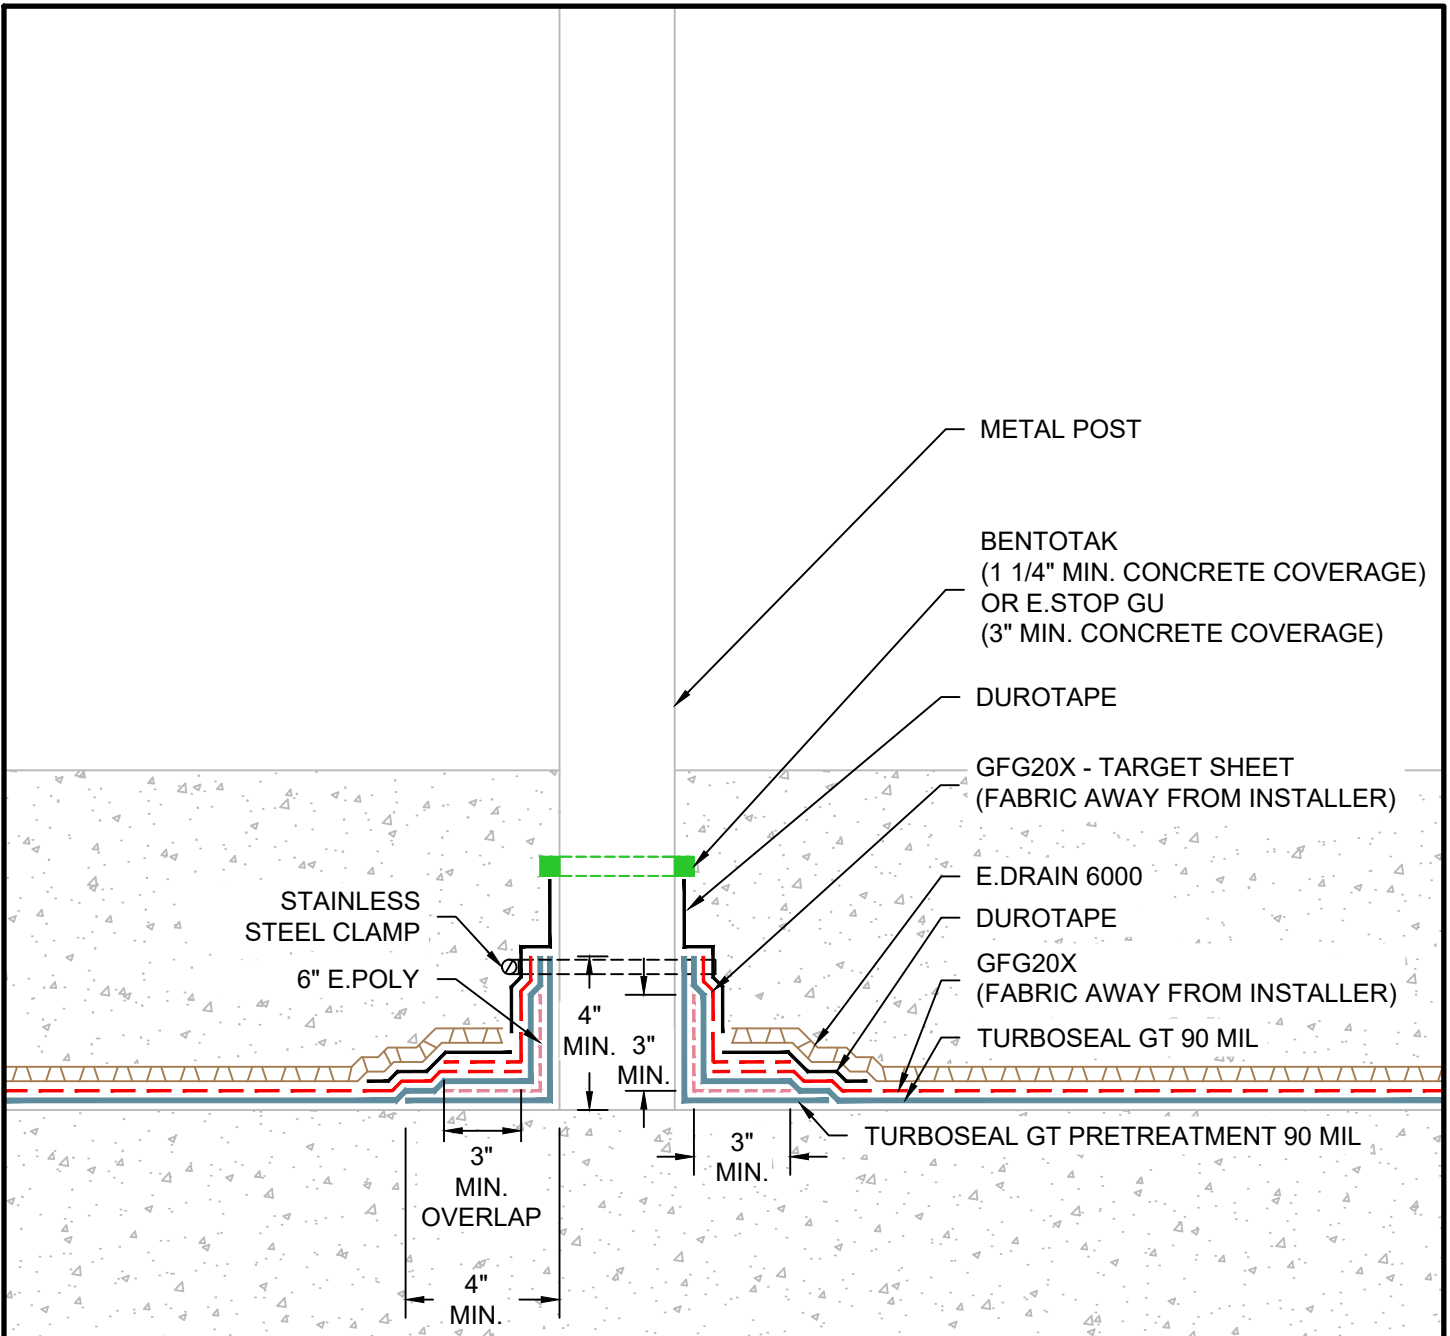 METAL POST
BENTOTAK
(1 1/4" MIN. CONCRETE COVERAGE)
OR E.STOP GU
(3" MIN. CONCRETE COVERAGE)
DUROTAPE
GFG20X - TARGET SHEET
(FABRIC AWAY FROM INSTALLER)
E.DRAIN 6000
DUROTAPE
GFG20X
(FABRIC AWAY FROM INSTALLER)
TURBOSEAL GT 90 MIL
TURBOSEAL GT PRETREATMENT 90 MIL
STAINLESS
STEEL CLAMP
6" E.POLY
4"
MIN.
3"
MIN.
3"
MIN.
OVERLAP
3"
MIN.
4"
MIN.